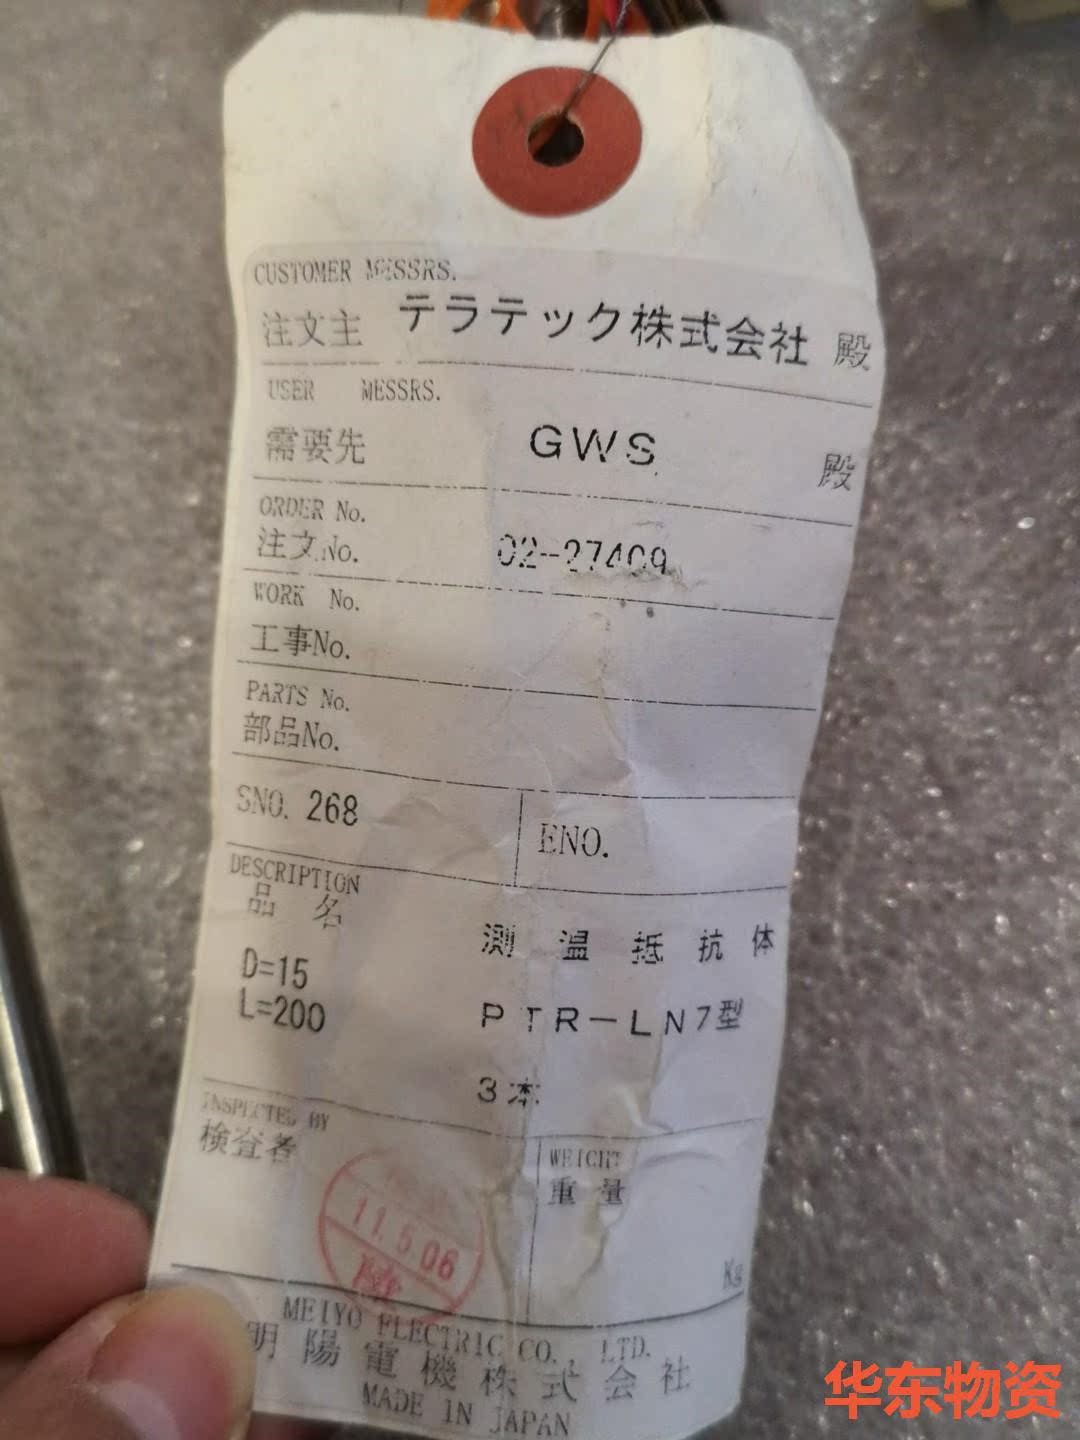 CUSTOMER MESSRS.
注文主 テラテック株式会社 殿
USER MESSRS.
需要先 GWS 殿
ORDER No.
注文No. 02-27409
WORK No.
工事No.
PARTS No.
部品No.
SNO. 268 ENO.
DESCRIPTION
品名 測温抵抗体
D=15
L=200 PTR-LN7型
3本
INSPECTED BY WEIGHT
検査者 重量
11.5.06
Kg
MEIYO ELECTRIC CO., LTD.
明陽電機株式会社
MADE IN JAPAN
华东物资